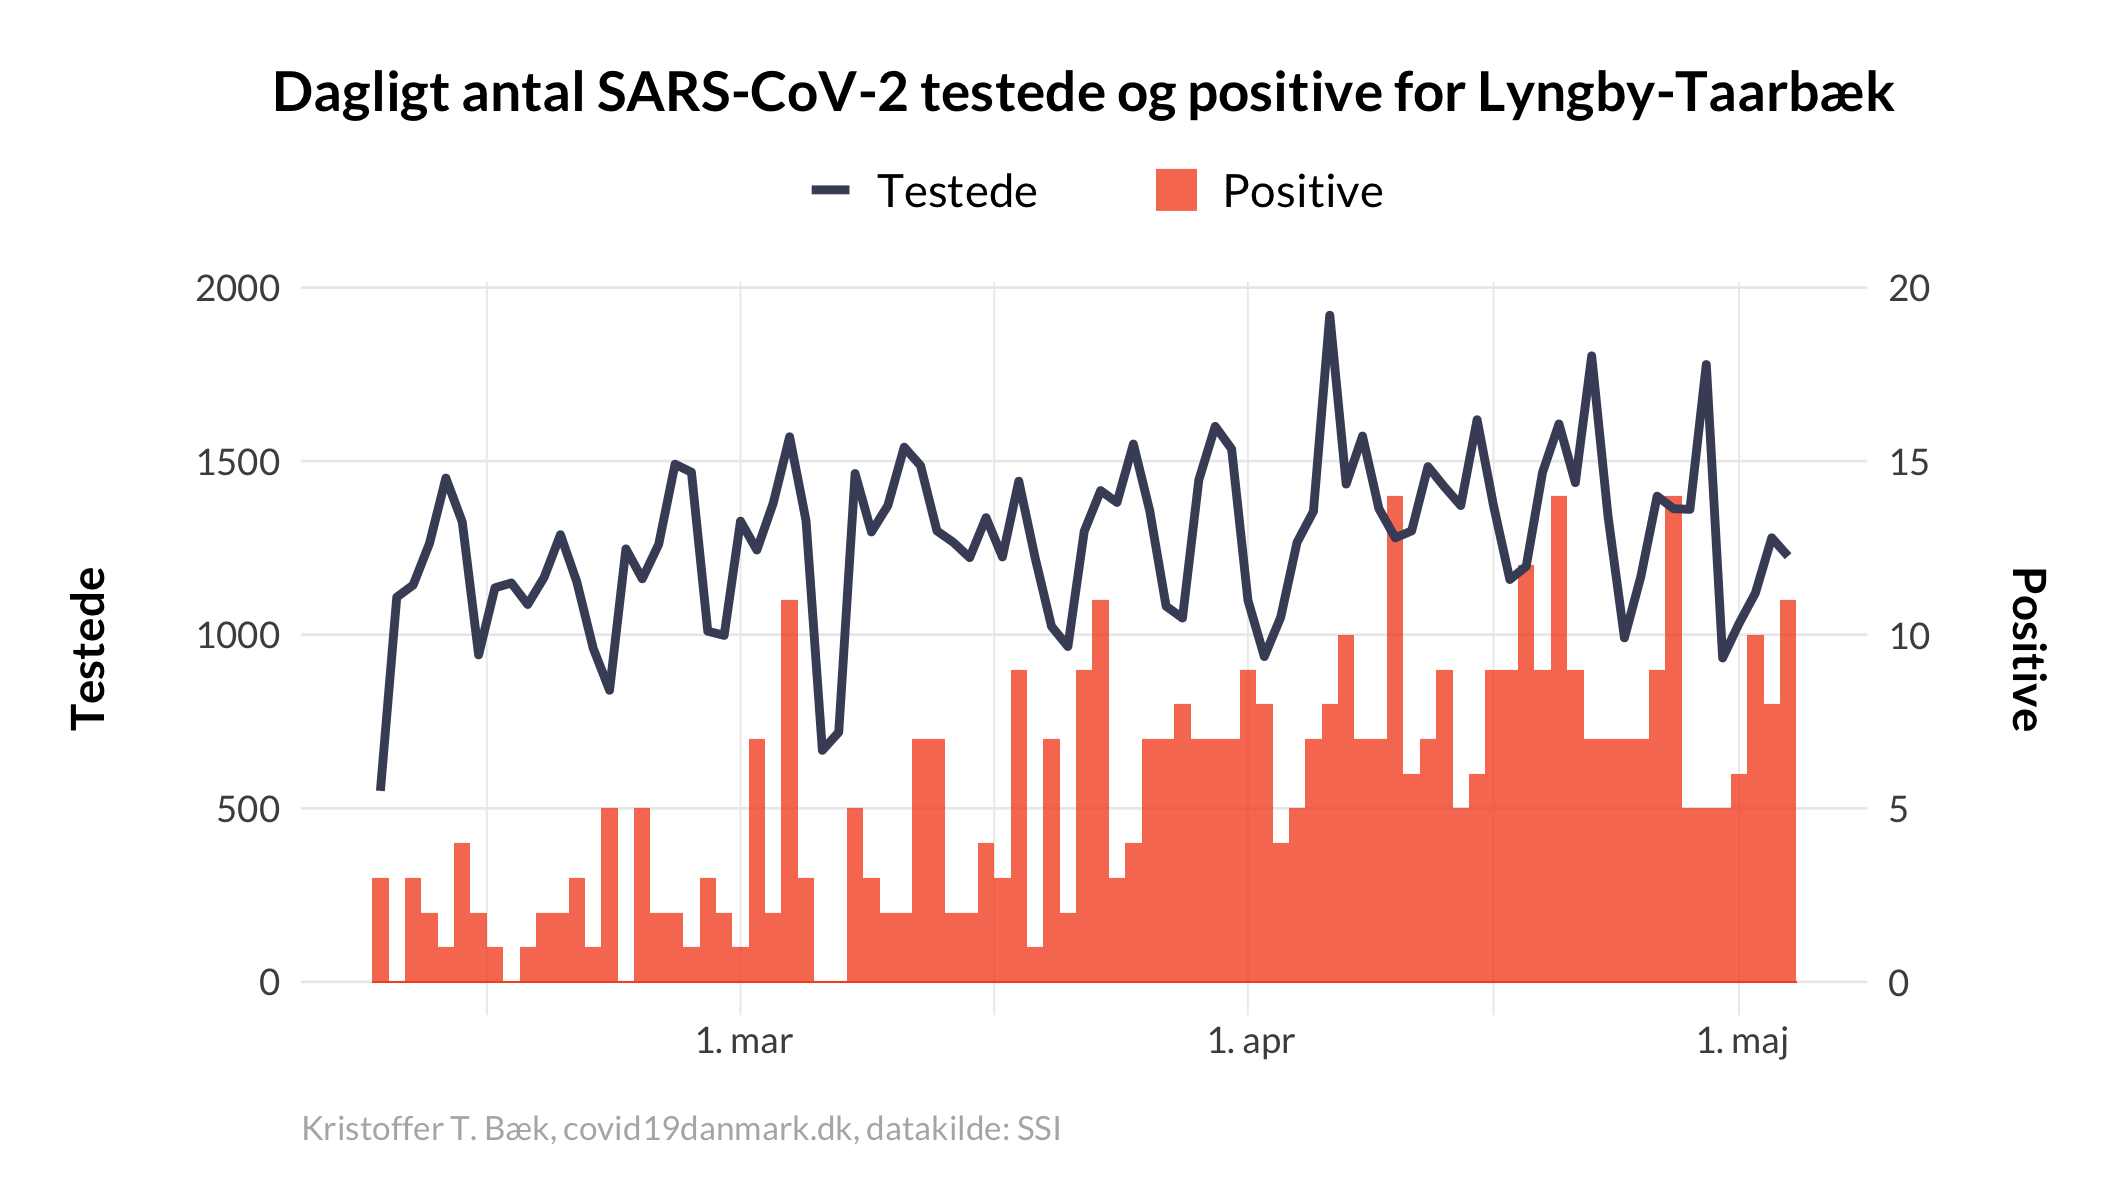 Dagligt antal SARS-CoV-2 testede og positive for Lyngby-Taarbæk
Testede
Positive
2000
1500
1000
500
0
Testede
20
15
10
5
0
Positive
1. mar
1. apr
1. maj
Kristoffer T. Bæk, covid19danmark.dk, datakilde: SSI